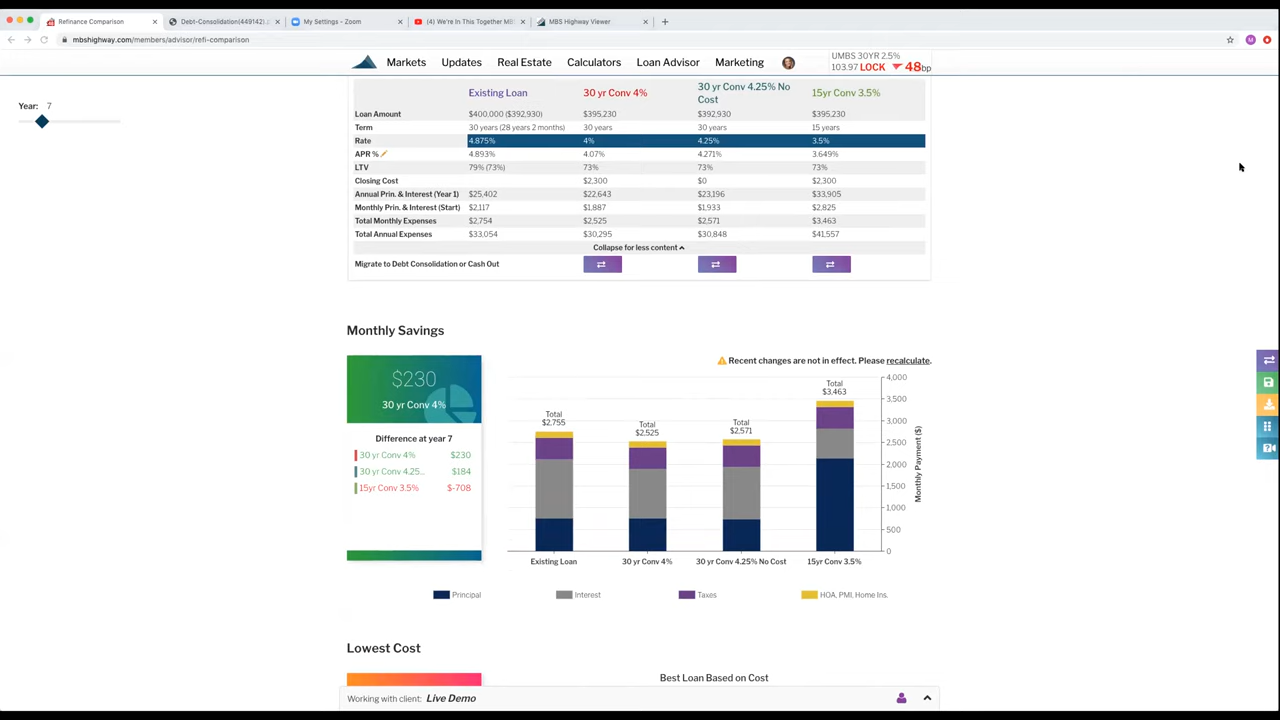 Refinance Comparison
Debt-Consolidation(449142).p
My Settings - Zoom
(4) We're In This Together MBS
MBS Highway Viewer
mbshighway.com/members/advisor/refi-comparison
M
Markets Updates Real Estate Calculators Loan Advisor Marketing
UMBS 30YR 2.5%
103.97 LOCK 48bp
Year: 7
Existing Loan 30 yr Conv 4% 30 yr Conv 4.25% No Cost 15yr Conv 3.5%
Loan Amount $400,000 ($392,930) $395,230 $392,930 $395,230
Term 30 years (28 years 2 months) 30 years 30 years 15 years
Rate 4.875% 4% 4.25% 3.5%
APR % 4.893% 4.07% 4.271% 3.649%
LTV 79% (73%) 73% 73% 73%
Closing Cost $2,300 $0 $2,300
Annual Prin. & Interest (Year 1) $25,402 $22,643 $23,196 $33,905
Monthly Prin. & Interest (Start) $2,117 $1,887 $1,933 $2,825
Total Monthly Expenses $2,754 $2,525 $2,571 $3,463
Total Annual Expenses $33,054 $30,295 $30,848 $41,557
Collapse for less content
Migrate to Debt Consolidation or Cash Out
Monthly Savings
$230
30 yr Conv 4%
Difference at year 7
30 yr Conv 4% $230
30 yr Conv 4.25... $184
15yr Conv 3.5% $-708
Recent changes are not in effect. Please recalculate.
Total
$2,755
Total
$2,525
Total
$2,571
Total
$3,463
4,000
3,500
3,000
2,500
2,000
1,500
1,000
500
0
Monthly Payment ($)
Existing Loan 30 yr Conv 4% 30 yr Conv 4.25% No Cost 15yr Conv 3.5%
Principal Interest Taxes HOA, PMI, Home Ins.
Lowest Cost
Best Loan Based on Cost
Working with client: Live Demo